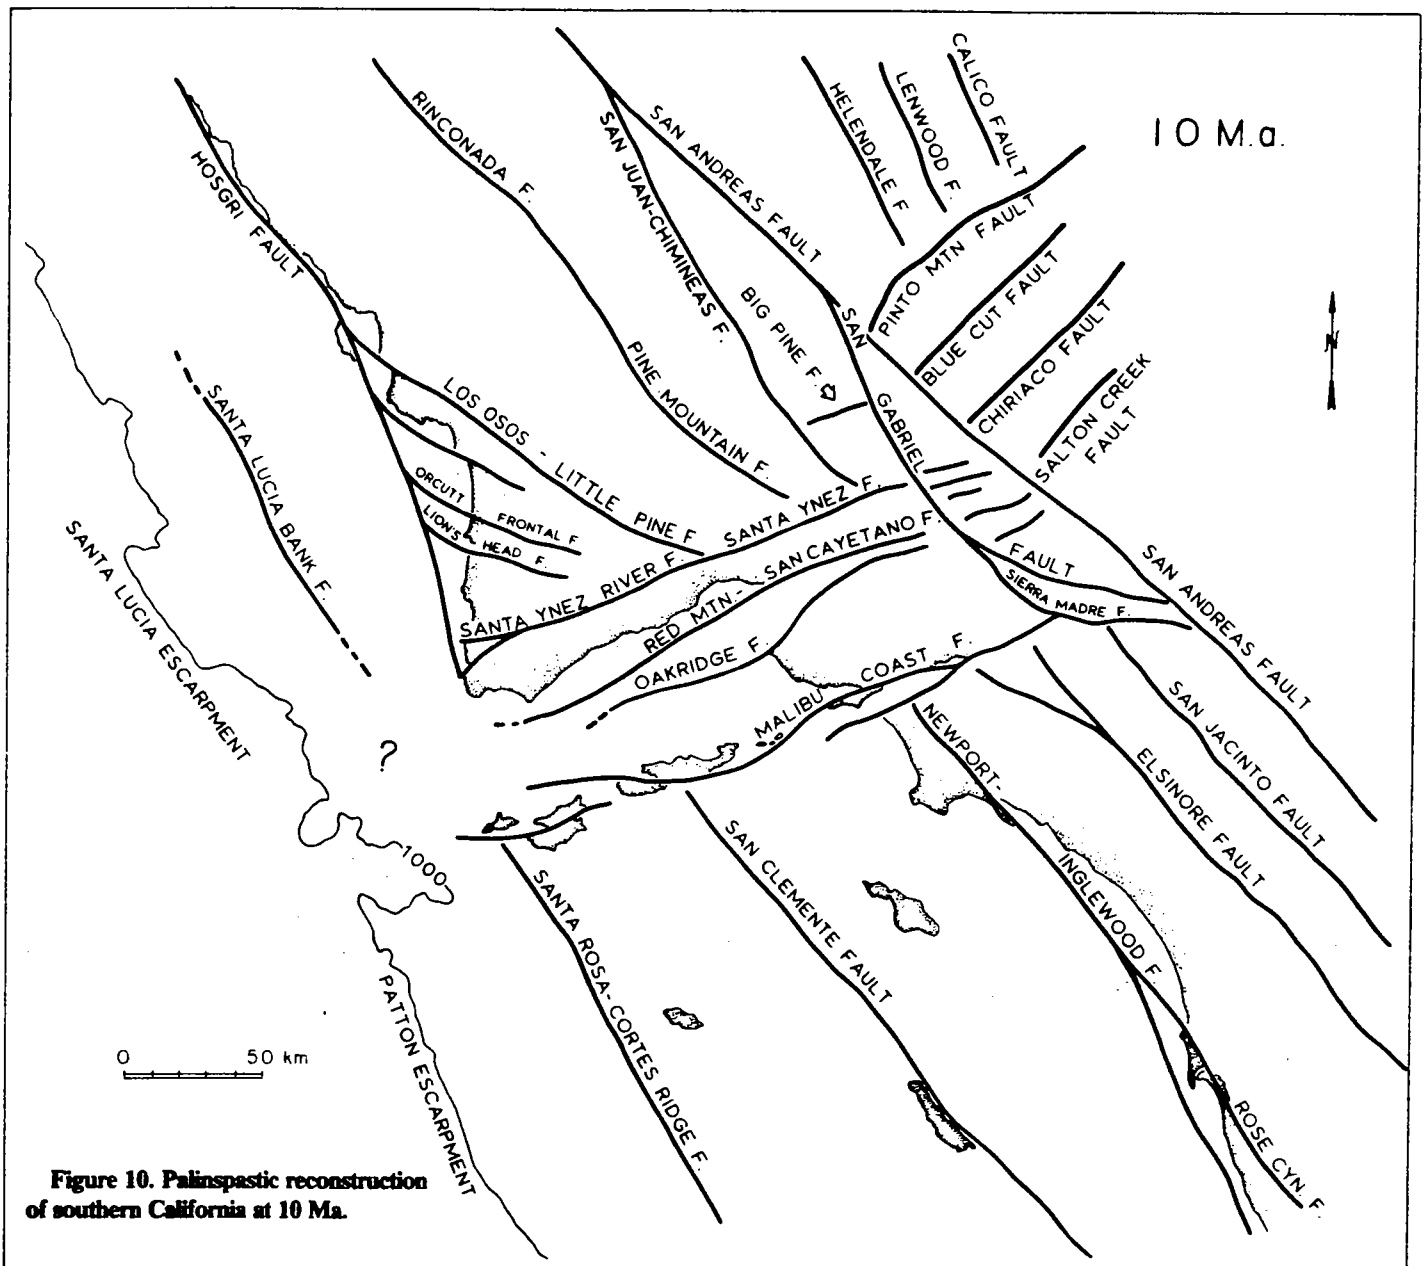 10 M.a.
CALICO FAULT
LENWOOD F.
HELENDALE F.
SAN ANDREAS FAULT
RINCONADA F.
SAN JUAN-CHIMINEAS F.
HOSGRI FAULT
PINTO MTN FAULT
BLUE CUT FAULT
CHIRIACO FAULT
SALTON CREEK
FAULT
N
BIG PINE F.
SAN
GABRIEL
FAULT
PINE MOUNTAIN F.
LOS OSOS - LITTLE PINE F.
SANTA LUCIA BANK F.
SANTA LUCIA ESCARPMENT
ORCUTT FRONTAL F.
LION'S HEAD F.
SANTA YNEZ RIVER F.
SANTA YNEZ F.
RED MTN-SAN CAYETANO F.
OAKRIDGE F.
MALIBU COAST F.
SIERRA MADRE F.
SAN ANDREAS FAULT
SAN JACINTO FAULT
ELSINORE FAULT
NEWPORT-INGLEWOOD F.
ROSE CYN. F.
SAN CLEMENTE FAULT
SANTA ROSA-CORTES RIDGE F.
?
1000
PATTON ESCARPMENT
0 50 km
Figure 10. Palinspastic reconstruction
of southern California at 10 Ma.